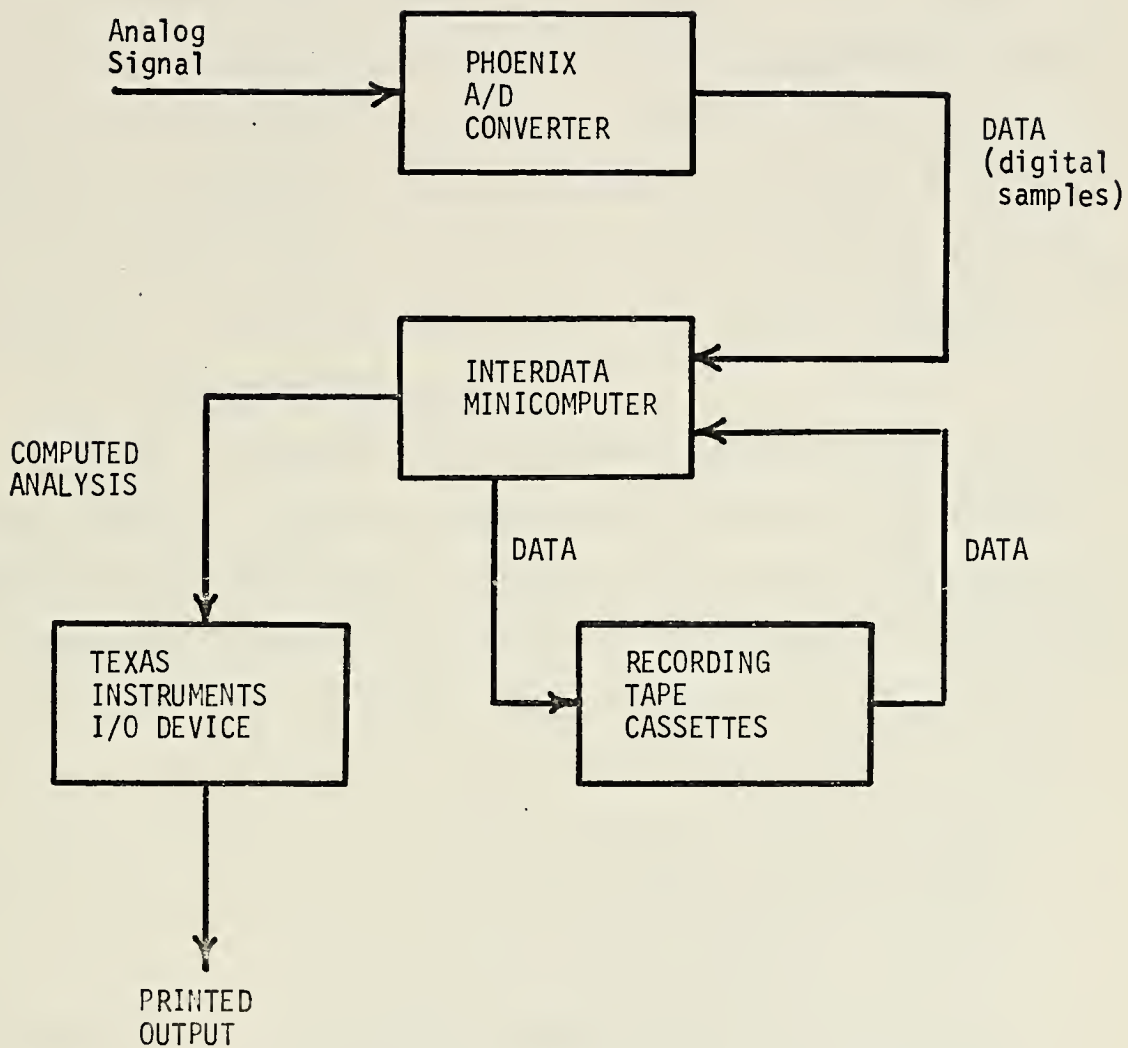 Analog
Signal
PHOENIX
A/D
CONVERTER
DATA
(digital
samples)
INTERDATA
MINICOMPUTER
COMPUTED
ANALYSIS
DATA
DATA
TEXAS
INSTRUMENTS
I/O DEVICE
RECORDING
TAPE
CASSETTES
PRINTED
OUTPUT